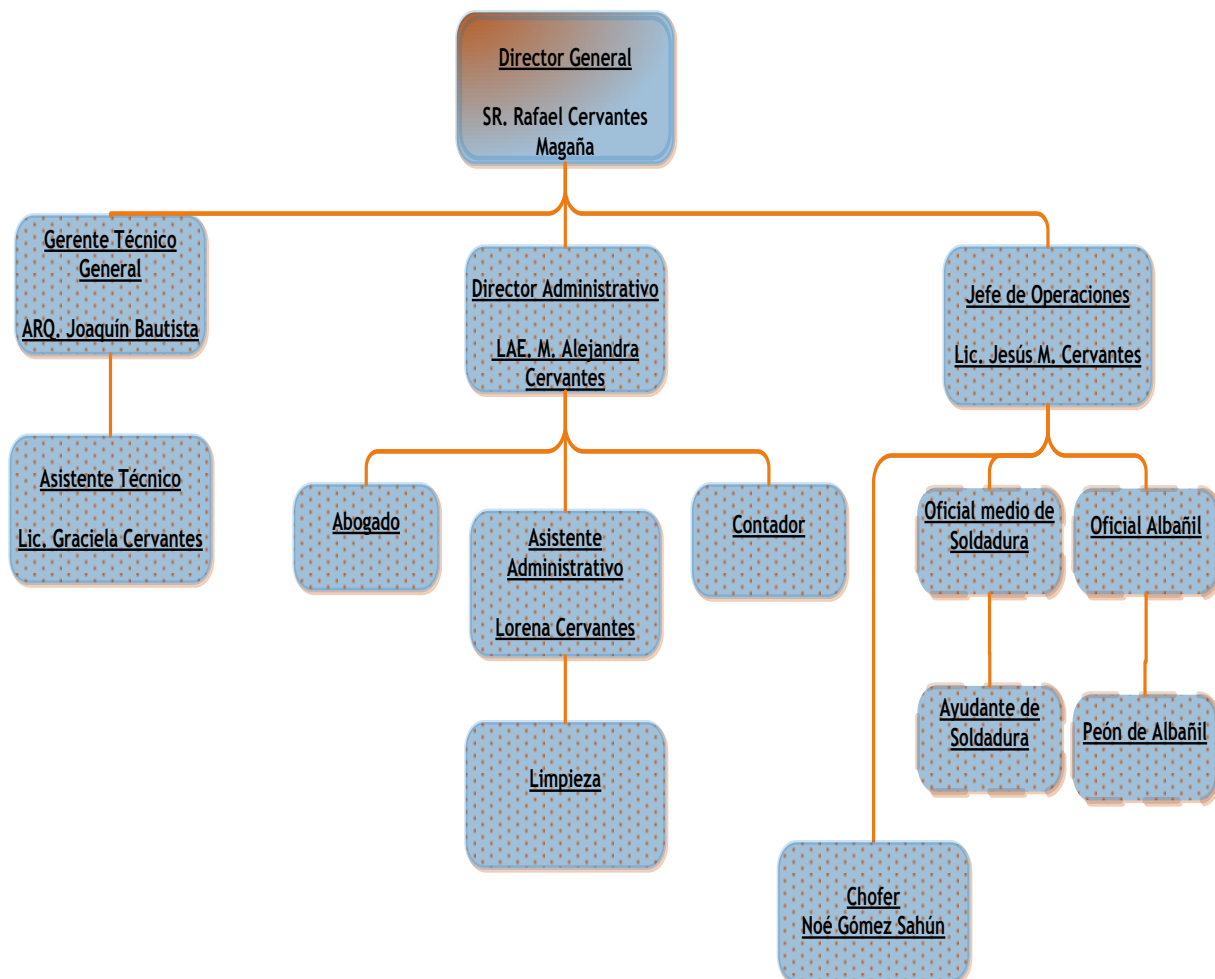 Director General
SR. Rafael Cervantes
Magaña
Gerente Técnico
General
ARQ. Joaquín Bautista
Director Administrativo
LAE. M. Alejandra
Cervantes
Jefe de Operaciones
Lic. Jesús M. Cervantes
Asistente Técnico
Lic. Graciela Cervantes
Abogado
Asistente
Administrativo
Lorena Cervantes
Contador
Oficial medio de
Soldadura
Oficial Albañil
Limpieza
Ayudante de
Soldadura
Peón de Albañil
Chofer
Noé Gómez Sahún